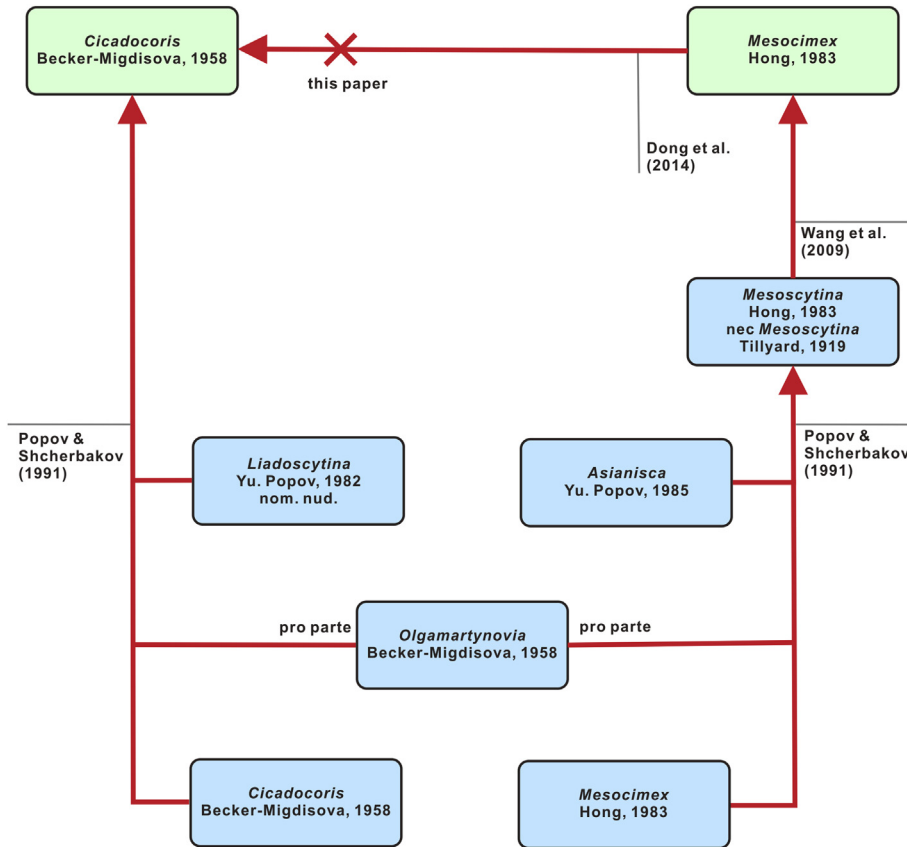 Cicadocoris
Becker-Migdisova, 1958
this paper
Mesocimex
Hong, 1983
Dong et al.
(2014)
Wang et al.
(2009)
Mesoscytina
Hong, 1983
nec Mesoscytina
Tillyard, 1919
Popov &
Shcherbakov
(1991)
Liadoscytina
Yu. Popov, 1982
nom. nud.
Asianisca
Yu. Popov, 1985
Popov &
Shcherbakov
(1991)
pro parte
Olgamartynovia
Becker-Migdisova, 1958
pro parte
Cicadocoris
Becker-Migdisova, 1958
Mesocimex
Hong, 1983